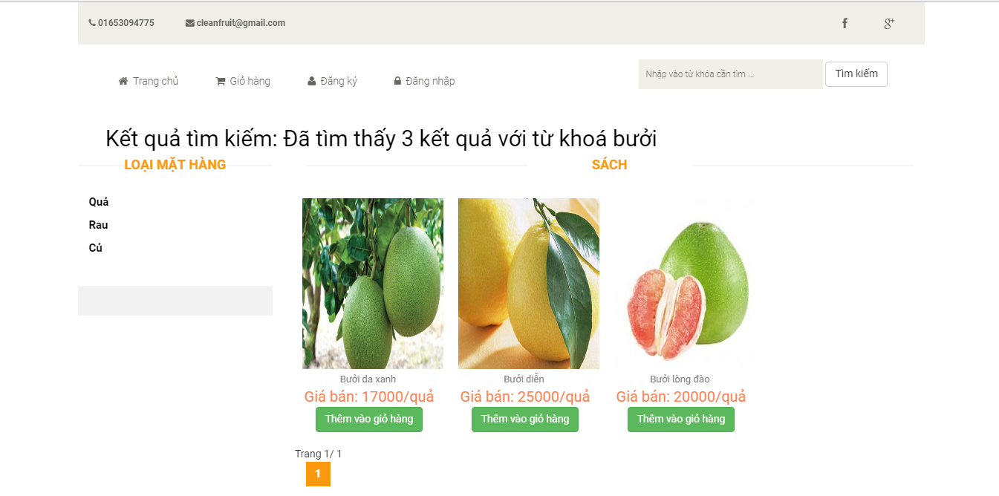 01653094775 cleanfruit@gmail.com
Trang chủ Giỏ hàng Đăng ký Đăng nhập Nhập vào từ khóa cần tìm ... Tìm kiếm
Kết quả tìm kiếm: Đã tìm thấy 3 kết quả với từ khoá bưởi
LOẠI MẶT HÀNG
Quả
Rau
Củ
SÁCH
Bưởi da xanh
Giá bán: 17000/quả
Thêm vào giỏ hàng
Bưởi diễn
Giá bán: 25000/quả
Thêm vào giỏ hàng
Bưởi lòng đào
Giá bán: 20000/quả
Thêm vào giỏ hàng
Trang 1/ 1
1